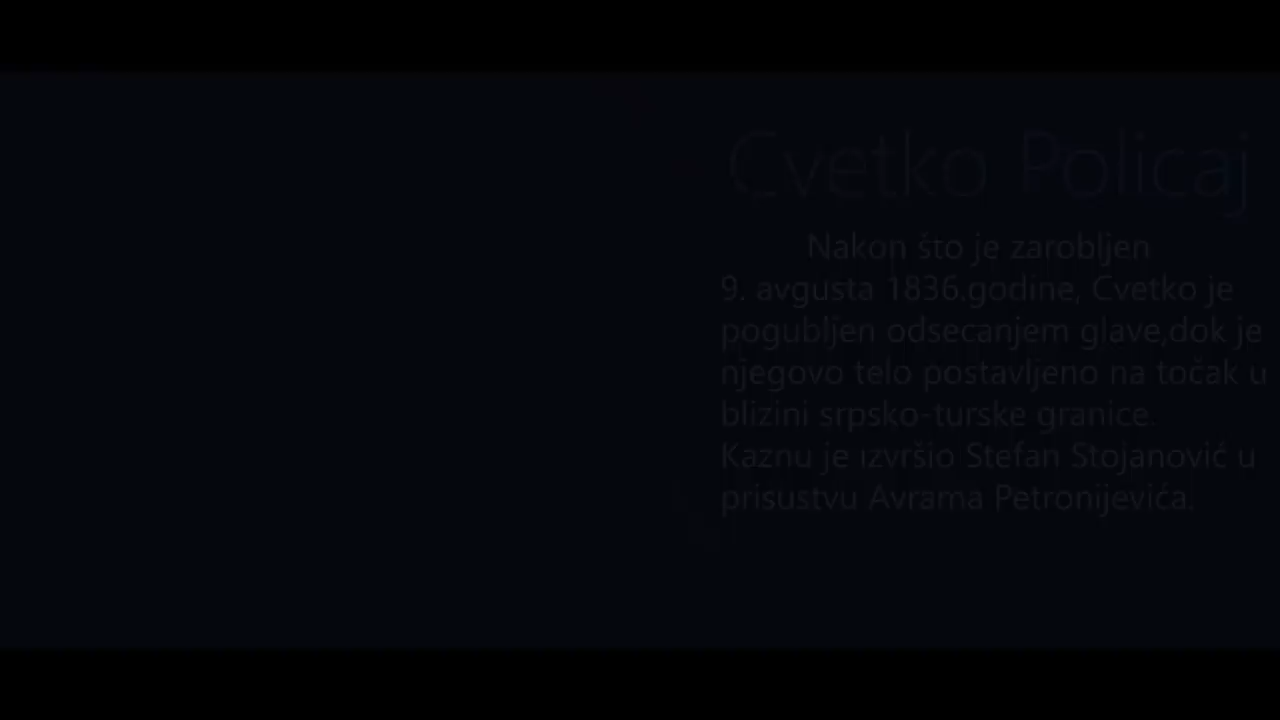 Cvetko Policaj
Nakon što je zarobljen
9. avgusta 1836.godine, Cvetko je
pogubljen odsecanjem glave,dok je
njegovo telo postavljeno na točak u
blizini srpsko-turske granice.
Kaznu je izvršio Stefan Stojanović u
prisustvu Avrama Petronijevića.